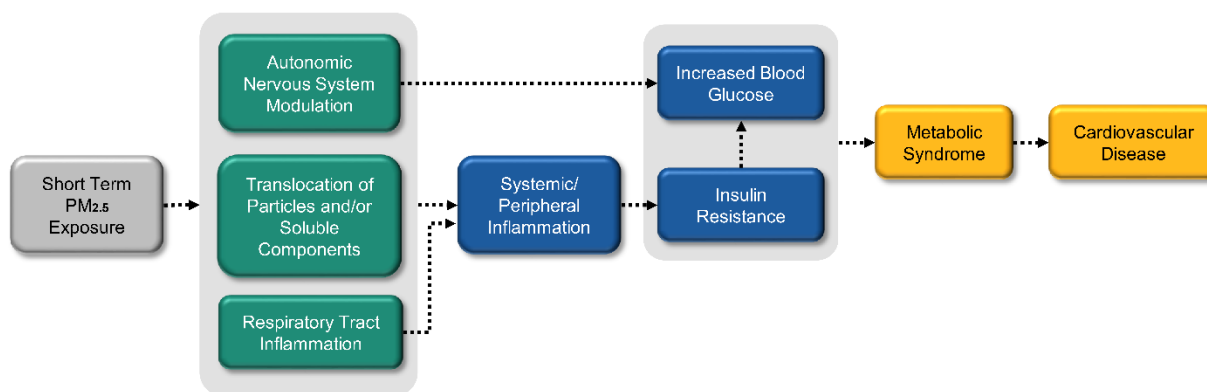 Short Term
PM2.5
Exposure
Autonomic
Nervous System
Modulation
Translocation of
Particles and/or
Soluble
Components
Respiratory Tract
Inflammation
Systemic/
Peripheral
Inflammation
Increased Blood
Glucose
Insulin
Resistance
Metabolic
Syndrome
Cardiovascular
Disease